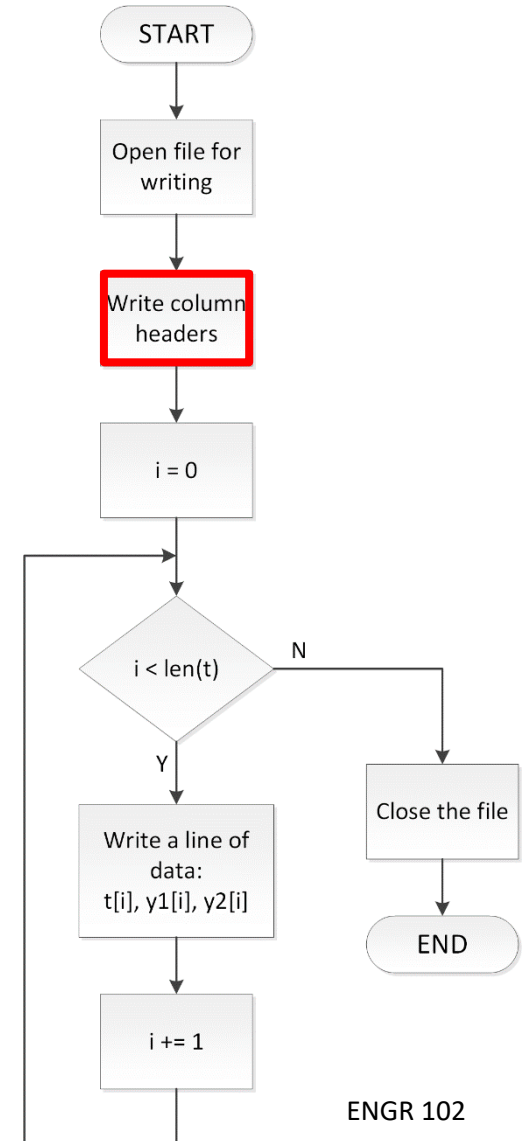 START
Open file for
writing
Write column
headers
i = 0
i < len(t)
N
Y
Write a line of
data:
t[i], y1[i], y2[i]
Close the file
END
i += 1
ENGR 102